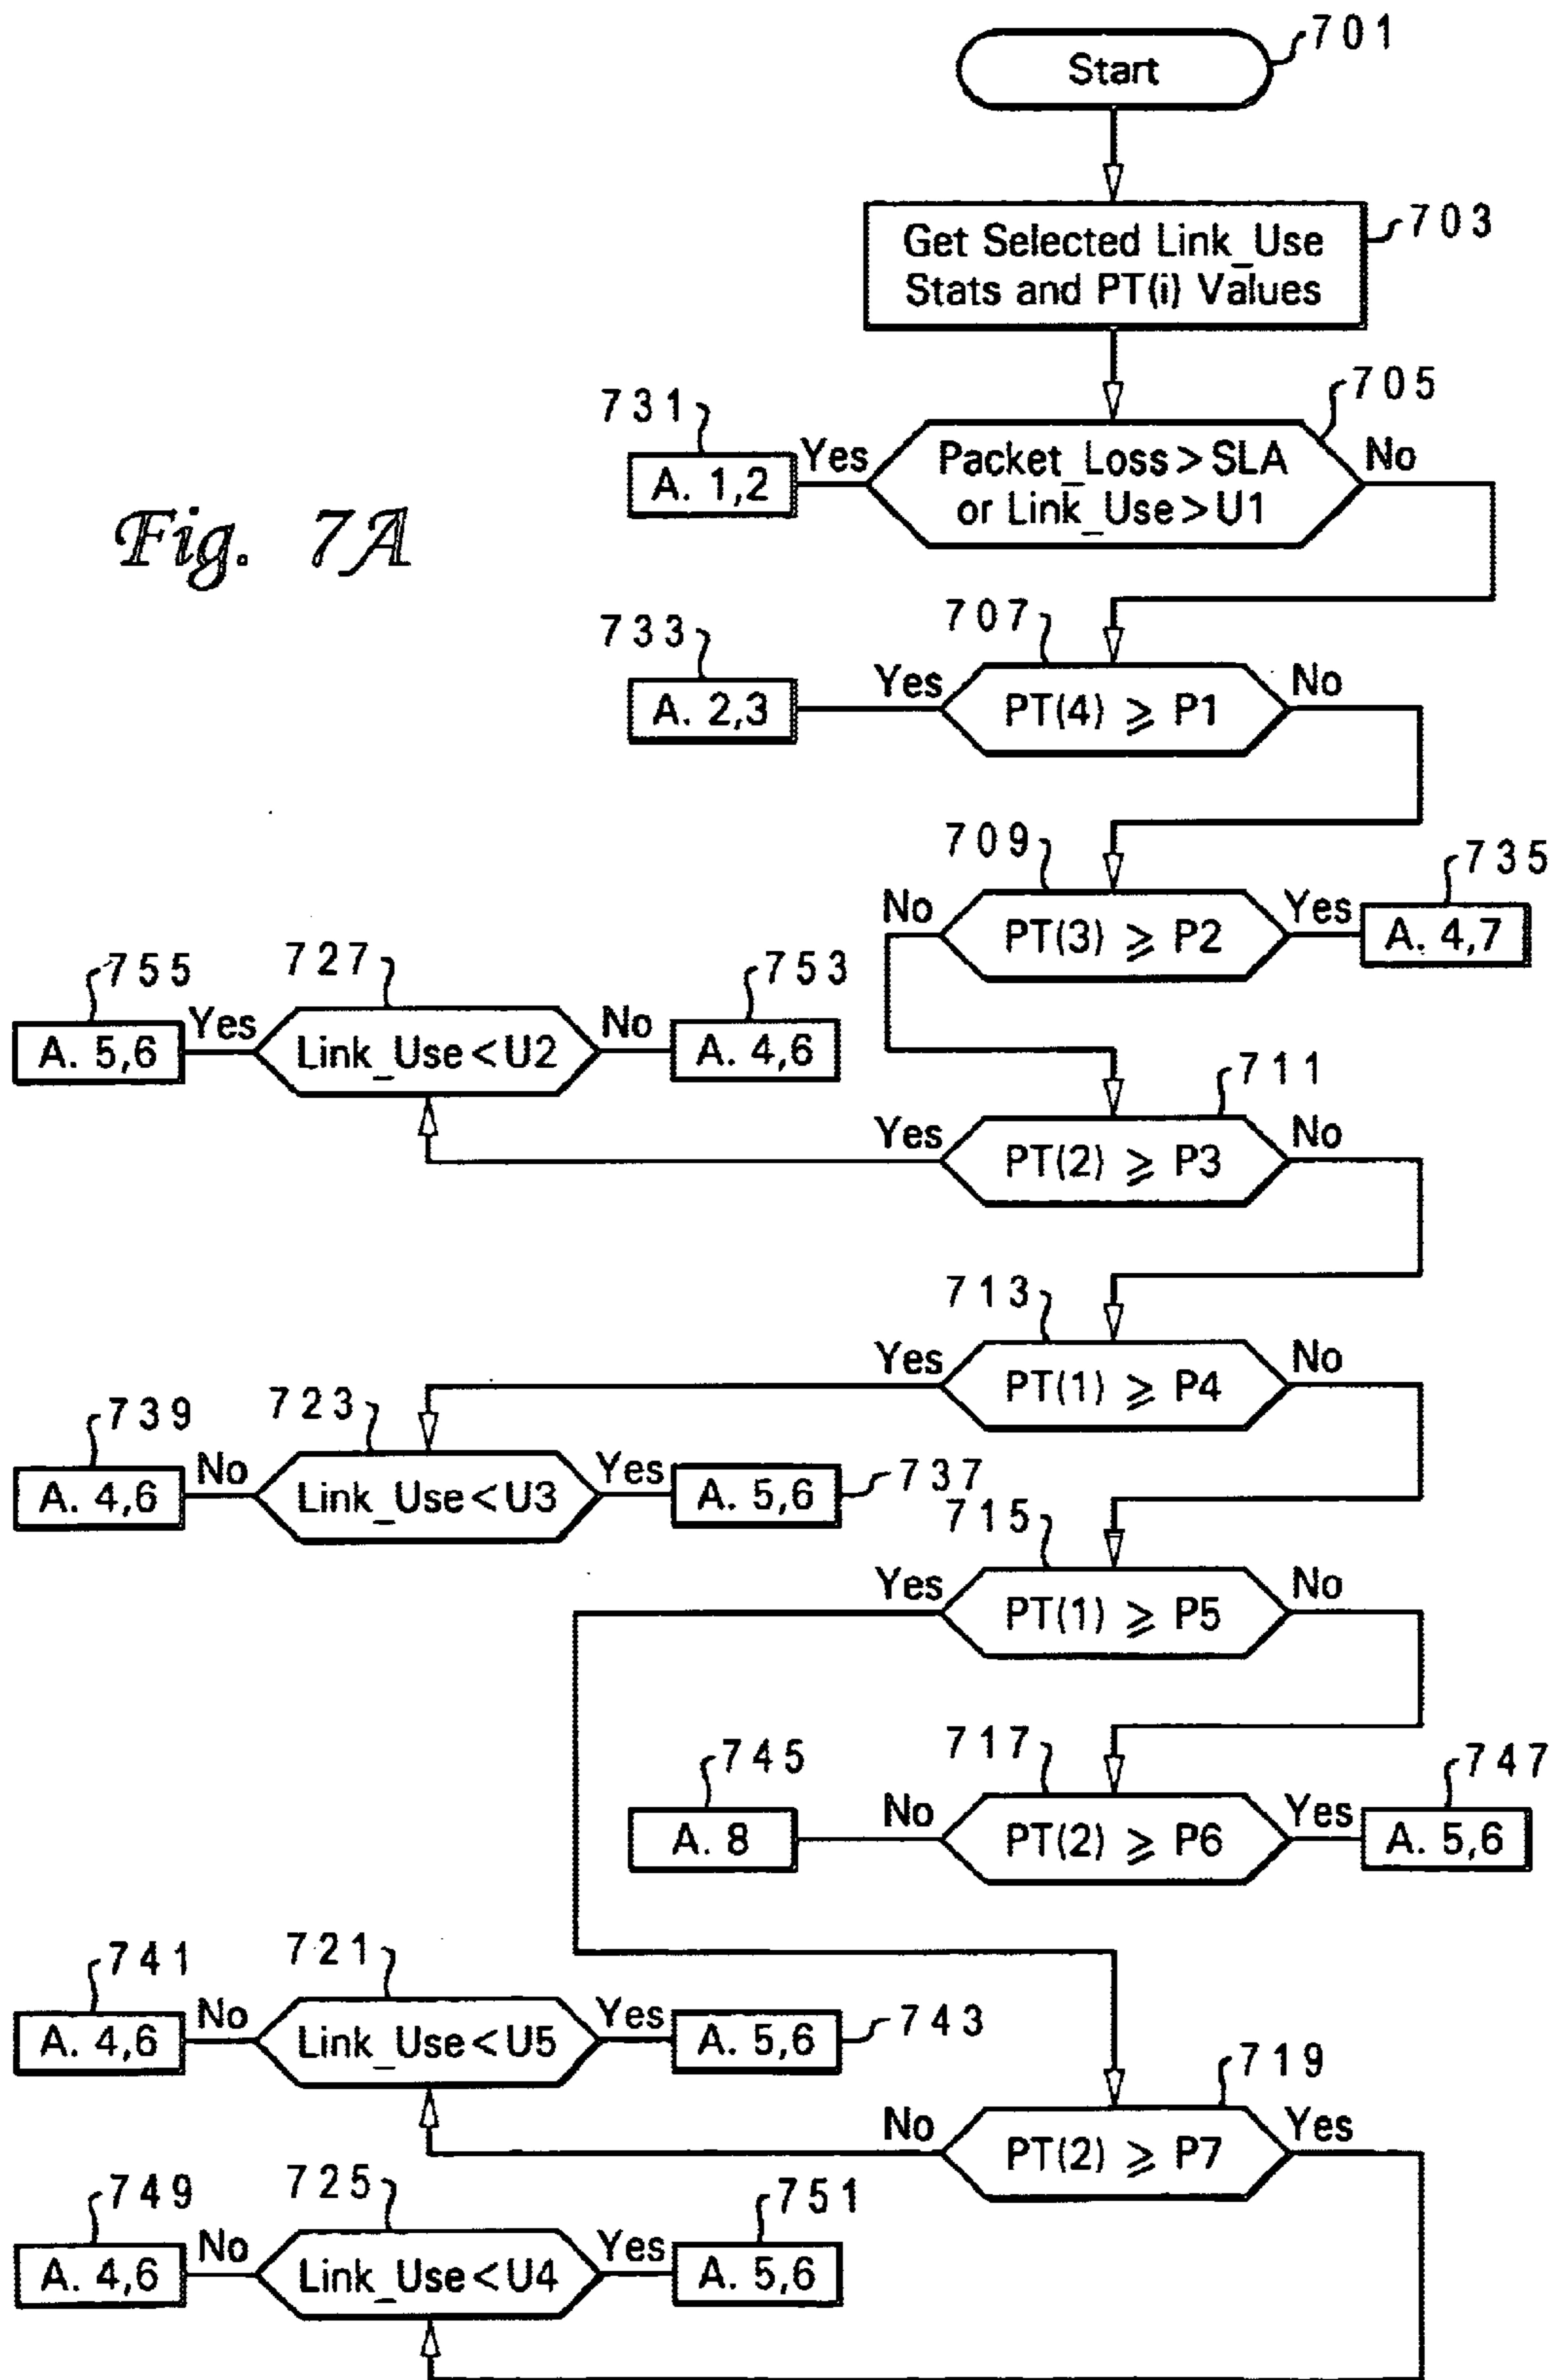 701
Start
703
Get Selected Link_Use
Stats and PT(i) Values
705
731
Yes
Packet_Loss > SLA
or Link_Use > U1
No
A. 1,2
Fig. 7A
707
733
Yes
PT(4) ⩾ P1
No
A. 2,3
709
735
No
PT(3) ⩾ P2
Yes
A. 4,7
755
727
753
A. 5,6
Yes
Link_Use < U2
No
A. 4,6
711
Yes
PT(2) ⩾ P3
No
713
Yes
PT(1) ⩾ P4
No
739
723
A. 4,6
No
Link_Use < U3
Yes
A. 5,6
737
715
Yes
PT(1) ⩾ P5
No
745
717
747
A. 8
No
PT(2) ⩾ P6
Yes
A. 5,6
741
721
A. 4,6
No
Link_Use < U5
Yes
A. 5,6
743
719
No
PT(2) ⩾ P7
Yes
749
725
751
A. 4,6
No
Link_Use < U4
Yes
A. 5,6